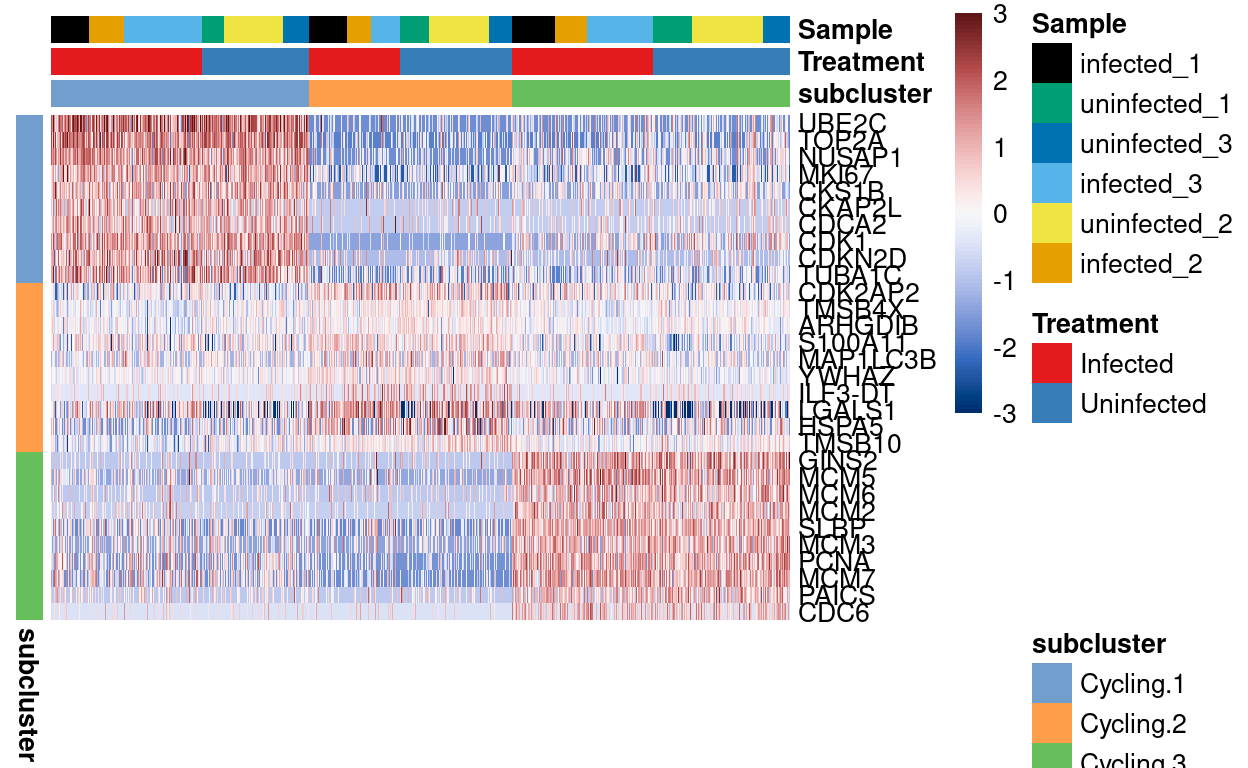 Sample
Treatment
subcluster
UBE2C
TOP2A
NUSAP1
MKI67
CKS1B
CKAP2L
CDCA2
CDK1
CDKN2D
TUBA1C
CDK2AP2
TMSB4X
ARHGDIB
S100A11
MAP1LC3B
YWHAZ
ILF3-DT
LGALS1
HSPA5
TMSB10
GINS2
MCM5
MCM6
MCM2
SLBP
MCM3
PCNA
MCM7
PAICS
CDC6
subcluster
3
2
1
0
-1
-2
-3
Sample
infected_1
uninfected_1
uninfected_3
infected_3
uninfected_2
infected_2
Treatment
Infected
Uninfected
subcluster
Cycling.1
Cycling.2
Cycling.3